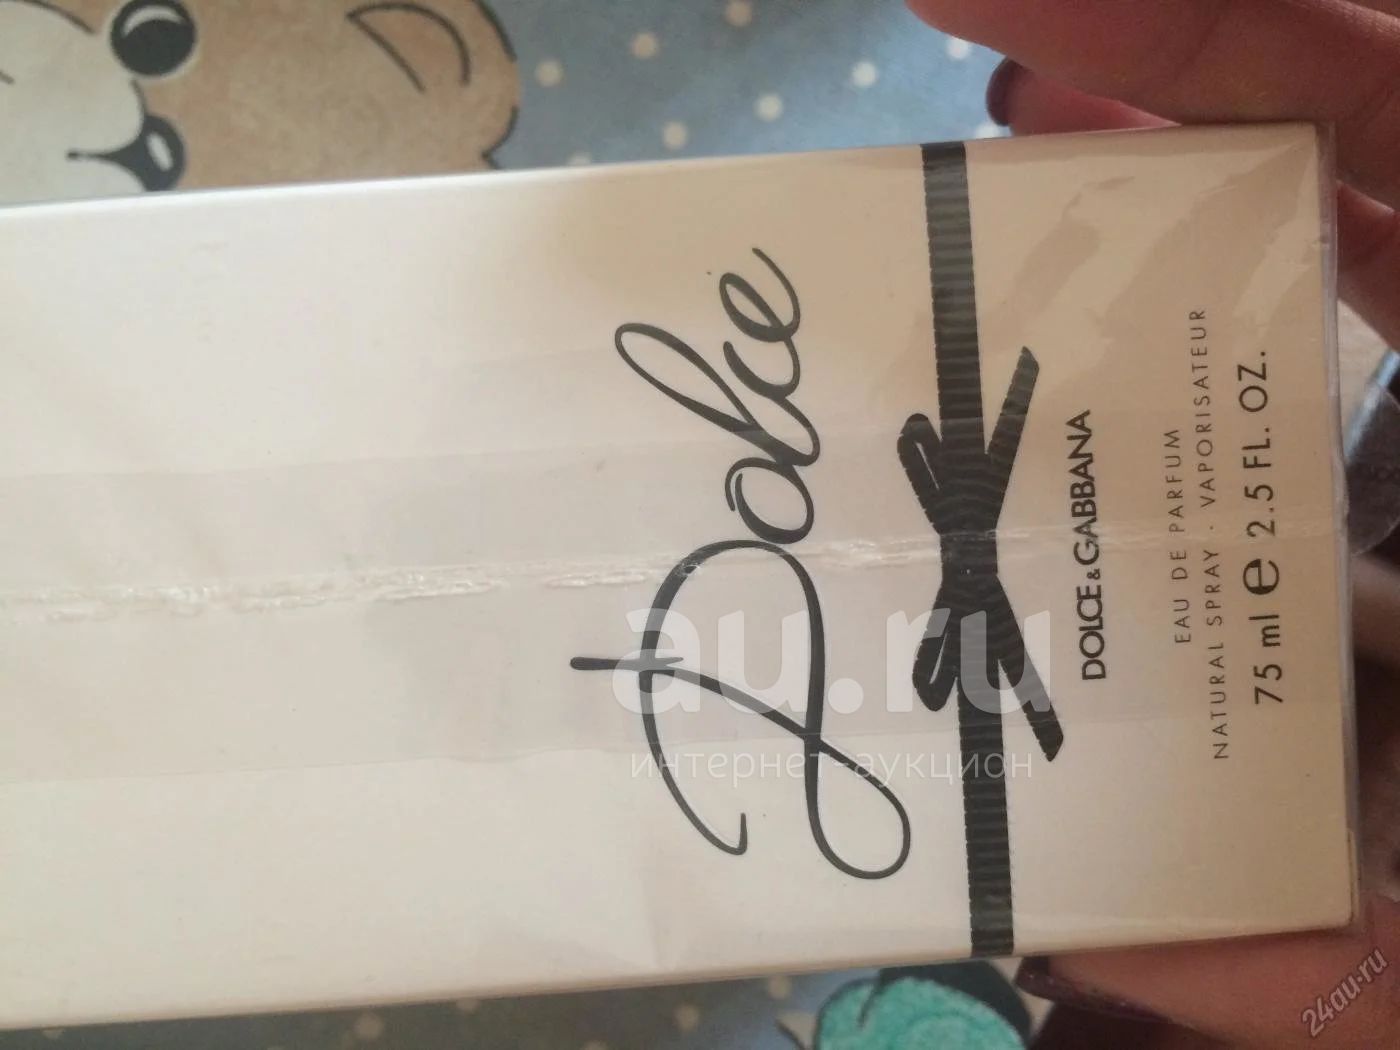 Dolce
DOLCE&GABBANA
EAU DE PARFUM
NATURAL SPRAY · VAPORISATEUR
75 ml e 2.5 FL. OZ.
au.ru
интернет-аукцион
24au.ru